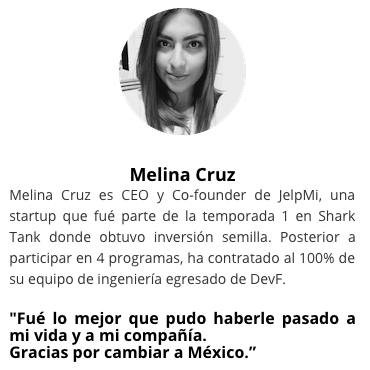 Melina Cruz
Melina Cruz es CEO y Co-founder de JelpMi, una
startup que fué parte de la temporada 1 en Shark
Tank donde obtuvo inversión semilla. Posterior a
participar en 4 programas, ha contratado al 100% de
su equipo de ingeniería egresado de DevF.
"Fué lo mejor que pudo haberle pasado a
mi vida y a mi compañía.
Gracias por cambiar a México.”